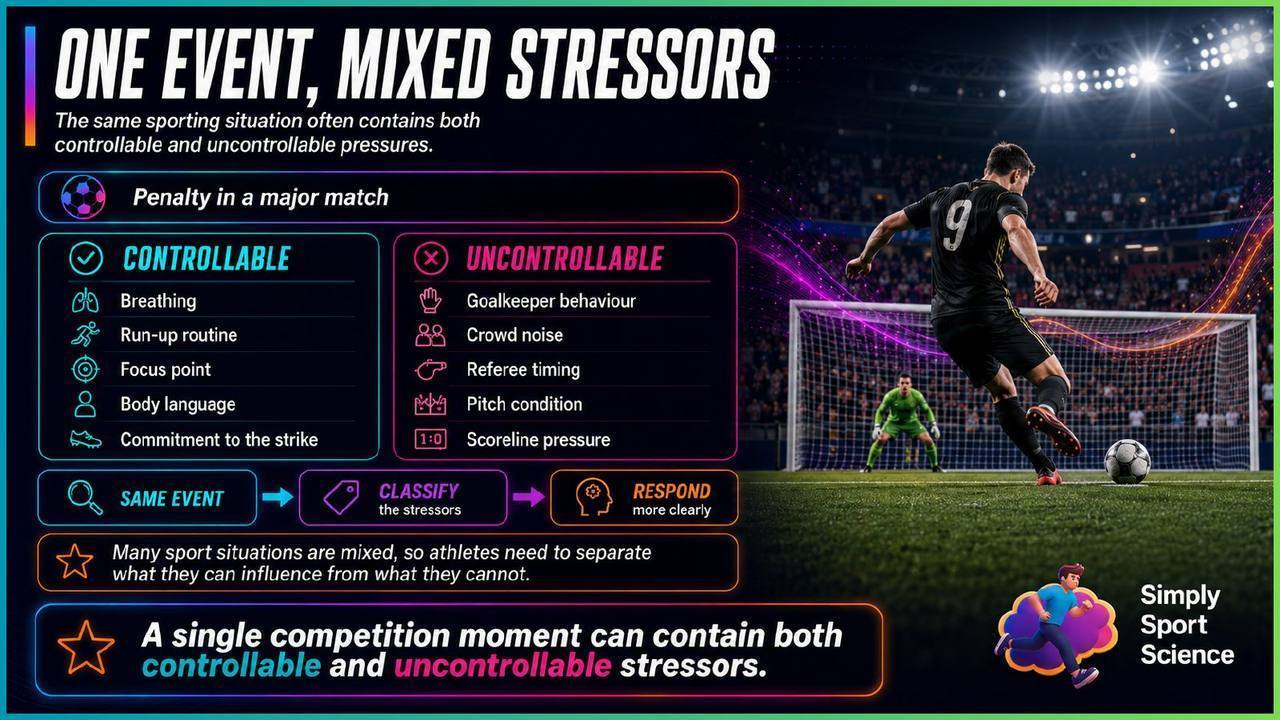 ONE EVENT, MIXED STRESSORS
The same sporting situation often contains both
controllable and uncontrollable pressures.
Penalty in a major match
CONTROLLABLE
Breathing
Run-up routine
Focus point
Body language
Commitment to the strike
UNCONTROLLABLE
Goalkeeper behaviour
Crowd noise
Referee timing
Pitch condition
1:0 Scoreline pressure
SAME EVENT
CLASSIFY
the stressors
RESPOND
more clearly
Many sport situations are mixed, so athletes need to separate
what they can influence from what they cannot.
A single competition moment can contain both
controllable and uncontrollable stressors.
9
Simply
Sport
Science